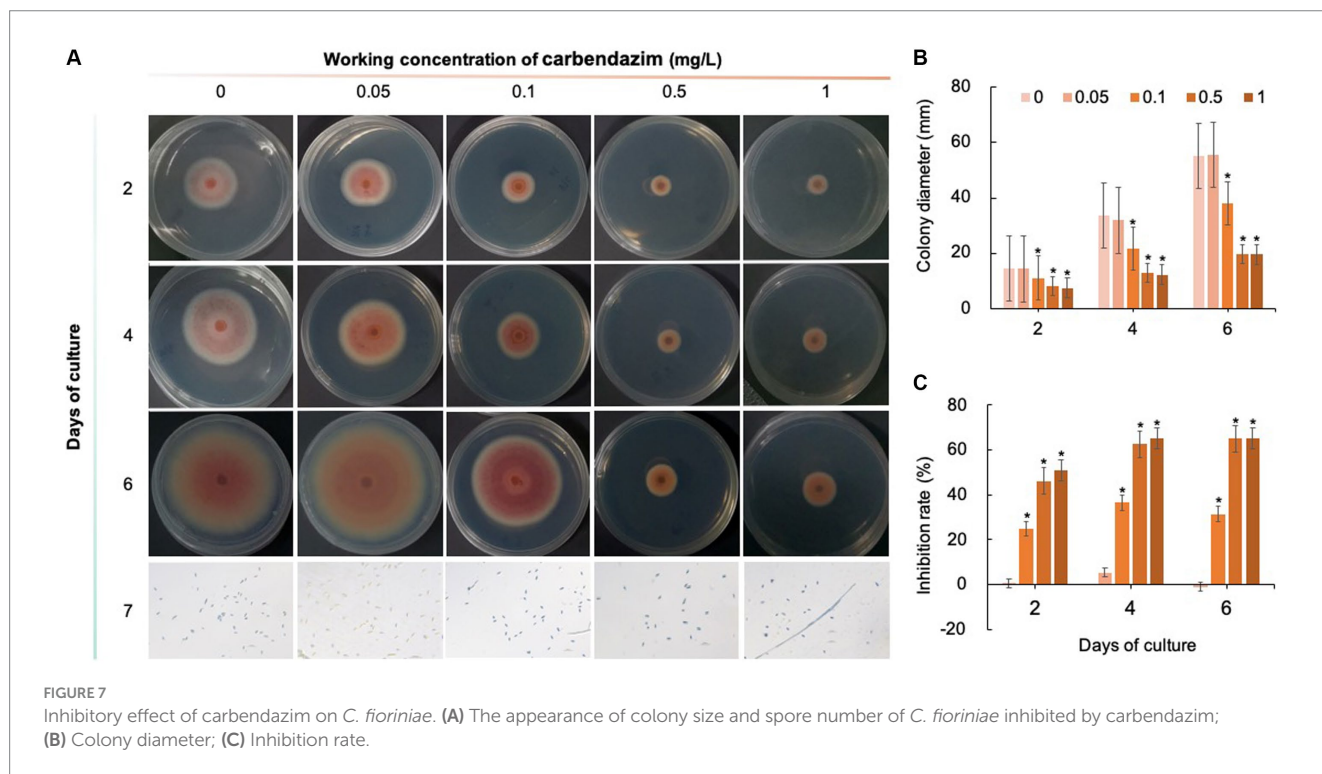 A
Working concentration of carbendazim (mg/L)
0 0.05 0.1 0.5 1
Days of culture
2
4
6
7
B
Colony diameter (mm)
80
60
40
20
0
0 0.05 0.1 0.5 1
* * *
* * *
* * *
2 4 6
C
Inhibition rate (%)
80
60
40
20
0
-20
* * *
* * *
* * *
2 4 6
Days of culture
FIGURE 7
Inhibitory effect of carbendazim on C. fioriniae. (A) The appearance of colony size and spore number of C. fioriniae inhibited by carbendazim;
(B) Colony diameter; (C) Inhibition rate.